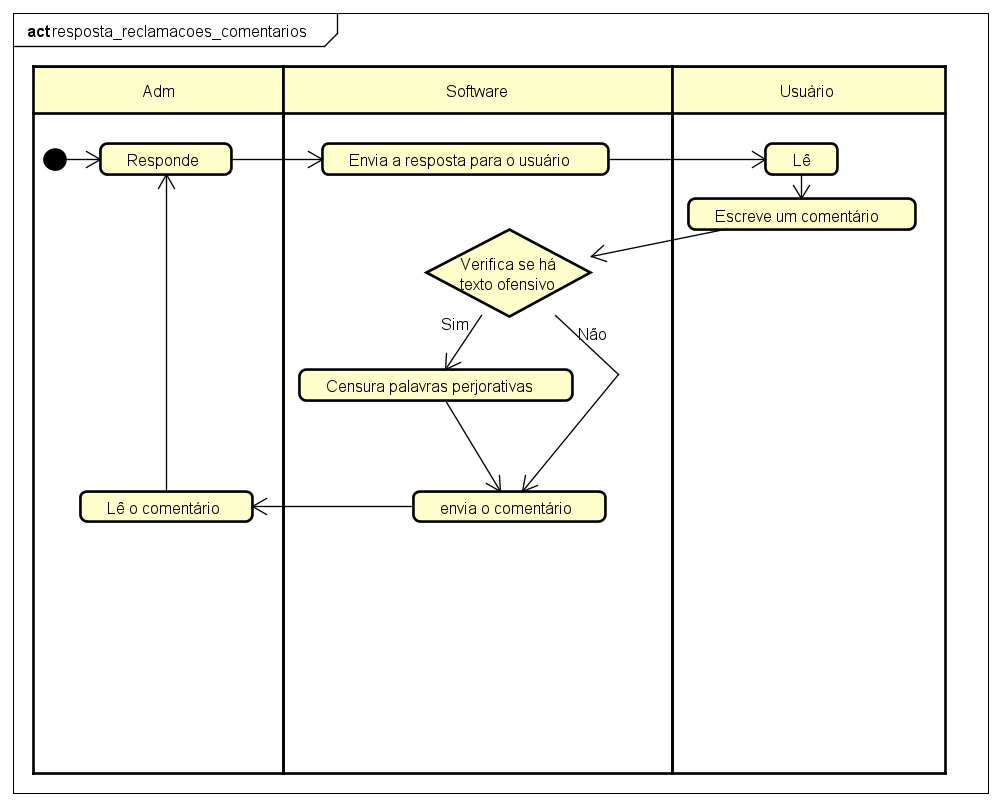 act resposta_reclamacoes_comentarios
Adm
Software
Usuário
Responde
Envia a resposta para o usuário
Lê
Escreve um comentário
Verifica se há
texto ofensivo
Sim
Não
Censura palavras perjorativas
Lê o comentário
envia o comentário